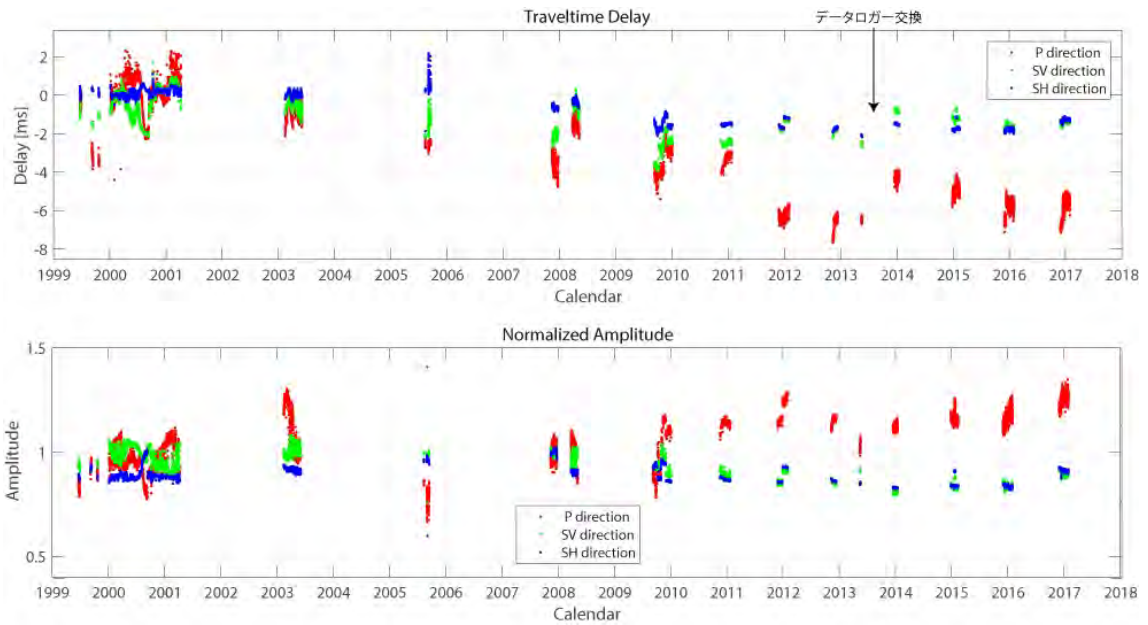 Traveltime Delay
データロガー交換
P direction
SV direction
SH direction
Delay [ms]
2
0
-2
-4
-6
-8
1999 2000 2001 2002 2003 2004 2005 2006 2007 2008 2009 2010 2011 2012 2013 2014 2015 2016 2017 2018
Calendar
Normalized Amplitude
Amplitude
1.5
1
0.5
P direction
SV direction
SH direction
1999 2000 2001 2002 2003 2004 2005 2006 2007 2008 2009 2010 2011 2012 2013 2014 2015 2016 2017 2018
Calendar